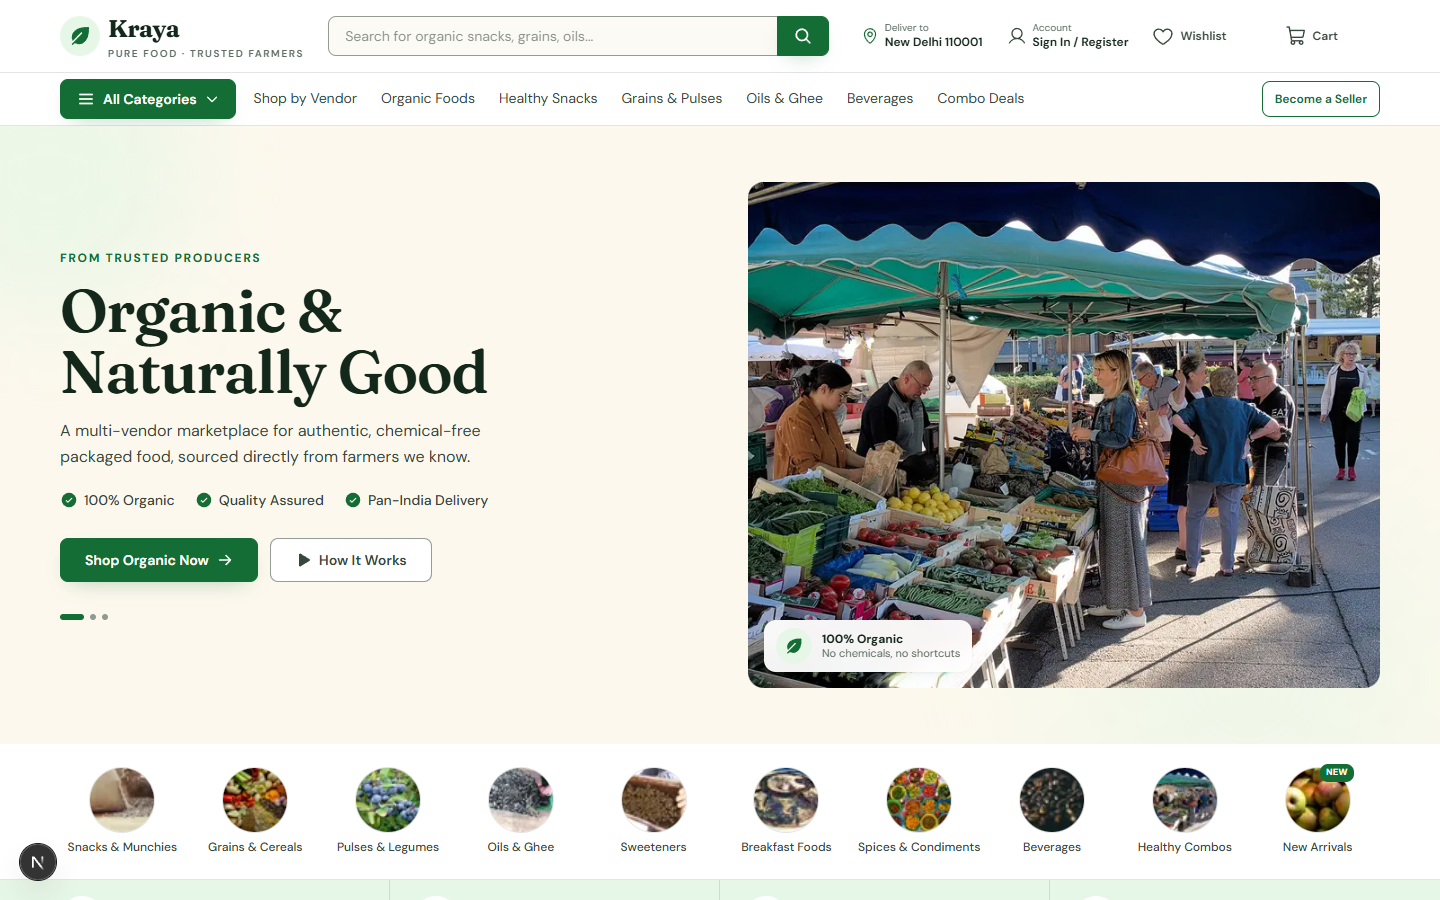 Kraya
PURE FOOD · TRUSTED FARMERS
Search for organic snacks, grains, oils...
Deliver to
New Delhi 110001
Account
Sign In / Register
Wishlist
Cart
All Categories
Shop by Vendor
Organic Foods
Healthy Snacks
Grains & Pulses
Oils & Ghee
Beverages
Combo Deals
Become a Seller
FROM TRUSTED PRODUCERS
Organic &
Naturally Good
A multi-vendor marketplace for authentic, chemical-free
packaged food, sourced directly from farmers we know.
100% Organic
Quality Assured
Pan-India Delivery
Shop Organic Now
How It Works
100% Organic
No chemicals, no shortcuts
NEW
Snacks & Munchies
Grains & Cereals
Pulses & Legumes
Oils & Ghee
Sweeteners
Breakfast Foods
Spices & Condiments
Beverages
Healthy Combos
New Arrivals
N